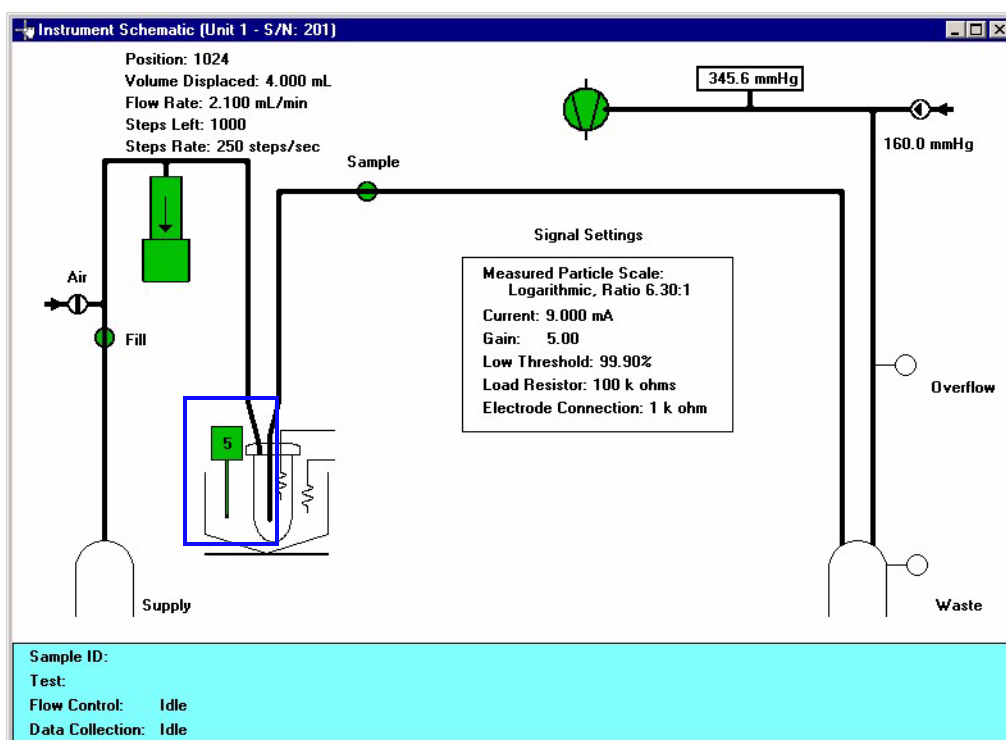 Instrument Schematic (Unit 1 - S/N: 201)
Position: 1024
Volume Displaced: 4.000 mL
Flow Rate: 2.100 mL/min
Steps Left: 1000
Steps Rate: 250 steps/sec
345.6 mmHg
160.0 mmHg
Sample
Air
Fill
Signal Settings
Measured Particle Scale:
Logarithmic, Ratio 6.30:1
Current: 9.000 mA
Gain: 5.00
Low Threshold: 99.90%
Load Resistor: 100 k ohms
Electrode Connection: 1 k ohm
Overflow
5
Supply
Waste
Sample ID:
Test:
Flow Control: Idle
Data Collection: Idle